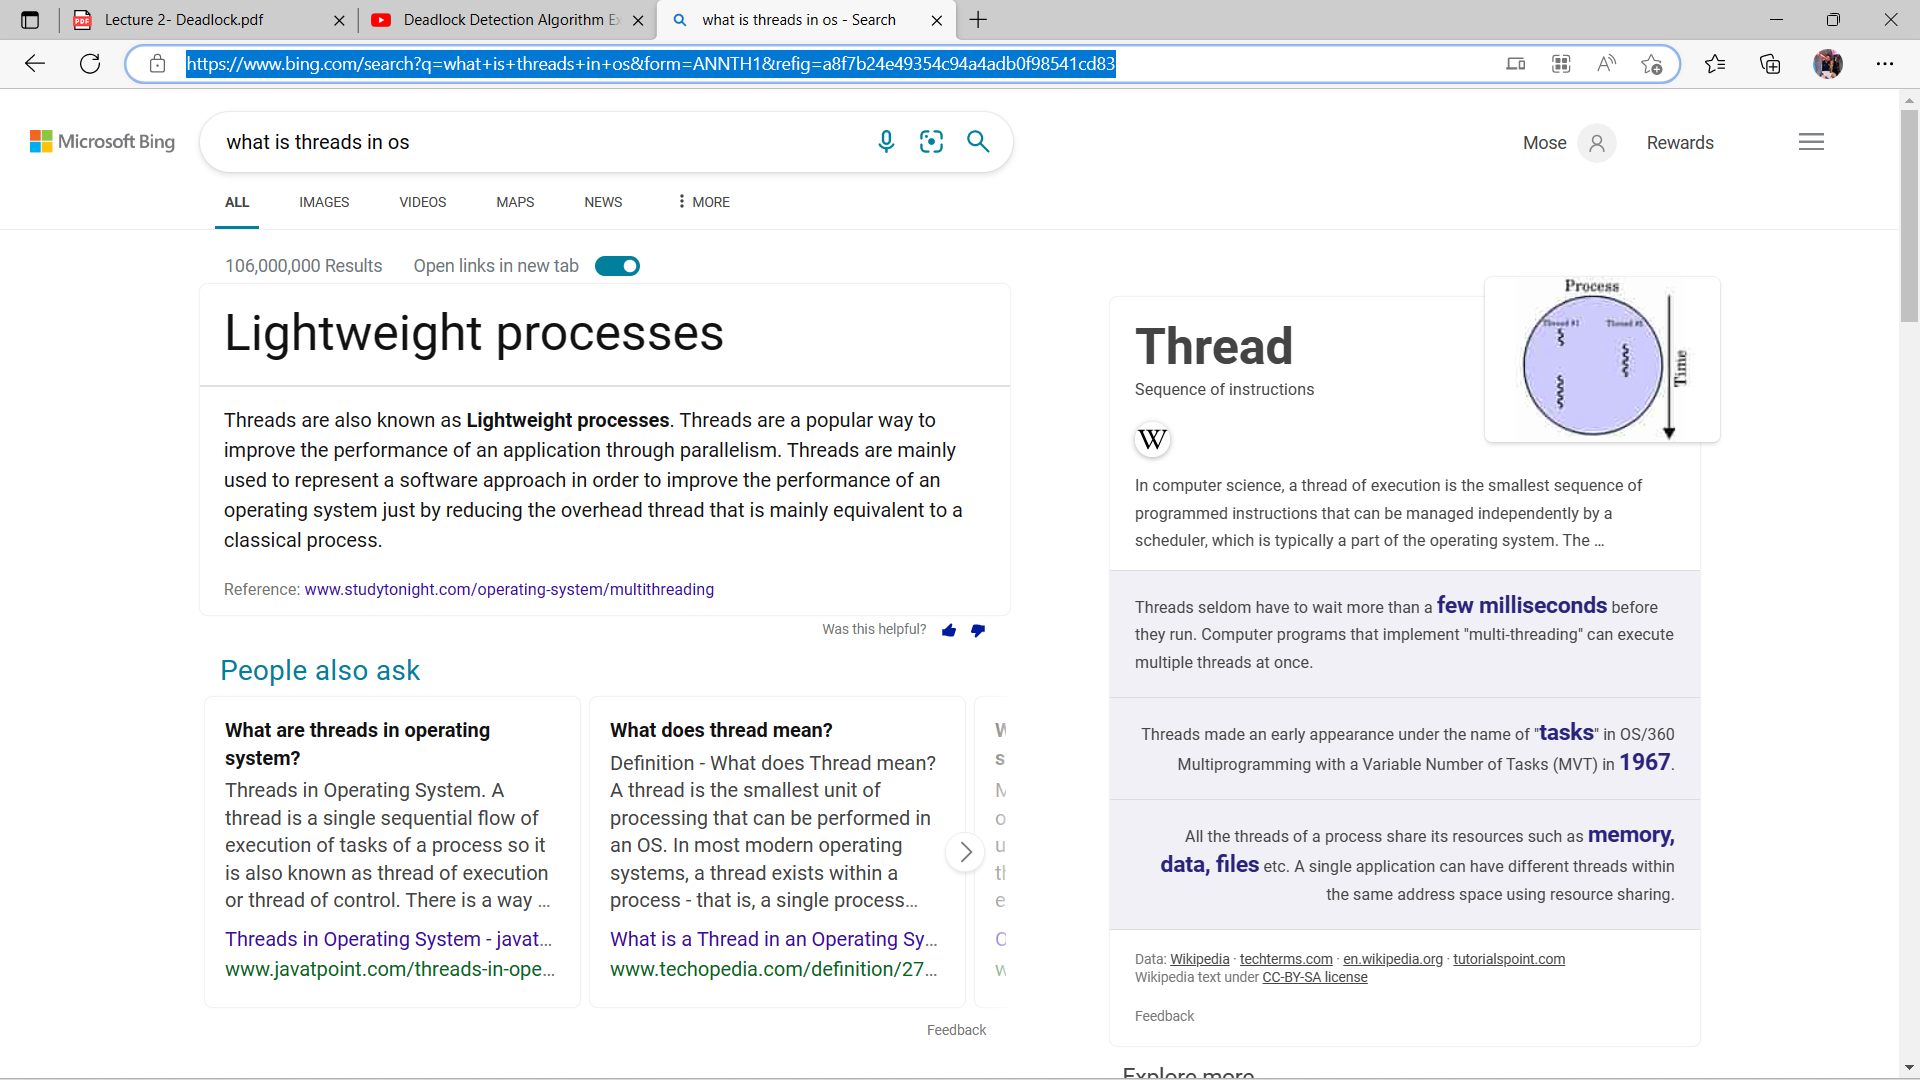 Lecture 2- Deadlock.pdf
Deadlock Detection Algorithm Ex
what is threads in os - Search
https://www.bing.com/search?q=what+is+threads+in+os&form=ANNTH1&refig=a8f7b24e49354c94a4adb0f98541cd83
Microsoft Bing
what is threads in os
Mose
Rewards
ALL
IMAGES
VIDEOS
MAPS
NEWS
MORE
106,000,000 Results
Open links in new tab
Lightweight processes
Threads are also known as Lightweight processes. Threads are a popular way to
improve the performance of an application through parallelism. Threads are mainly
used to represent a software approach in order to improve the performance of an
operating system just by reducing the overhead thread that is mainly equivalent to a
classical process.
Reference: www.studytonight.com/operating-system/multithreading
Was this helpful?
People also ask
What are threads in operating
system?
Threads in Operating System. A
thread is a single sequential flow of
execution of tasks of a process so it
is also known as thread of execution
or thread of control. There is a way ...
Threads in Operating System - javat...
www.javatpoint.com/threads-in-ope...
What does thread mean?
Definition - What does Thread mean?
A thread is the smallest unit of
processing that can be performed in
an OS. In most modern operating
systems, a thread exists within a
process - that is, a single process...
What is a Thread in an Operating Sy...
www.techopedia.com/definition/27...
Feedback
Thread
Sequence of instructions
Process
Thread #1
Thread #2
Time
W
In computer science, a thread of execution is the smallest sequence of
programmed instructions that can be managed independently by a
scheduler, which is typically a part of the operating system. The ...
Threads seldom have to wait more than a few milliseconds before
they run. Computer programs that implement "multi-threading" can execute
multiple threads at once.
Threads made an early appearance under the name of "tasks" in OS/360
Multiprogramming with a Variable Number of Tasks (MVT) in 1967.
All the threads of a process share its resources such as memory,
data, files etc. A single application can have different threads within
the same address space using resource sharing.
Data: Wikipedia · techterms.com · en.wikipedia.org · tutorialspoint.com
Wikipedia text under CC-BY-SA license
Feedback
Explore more